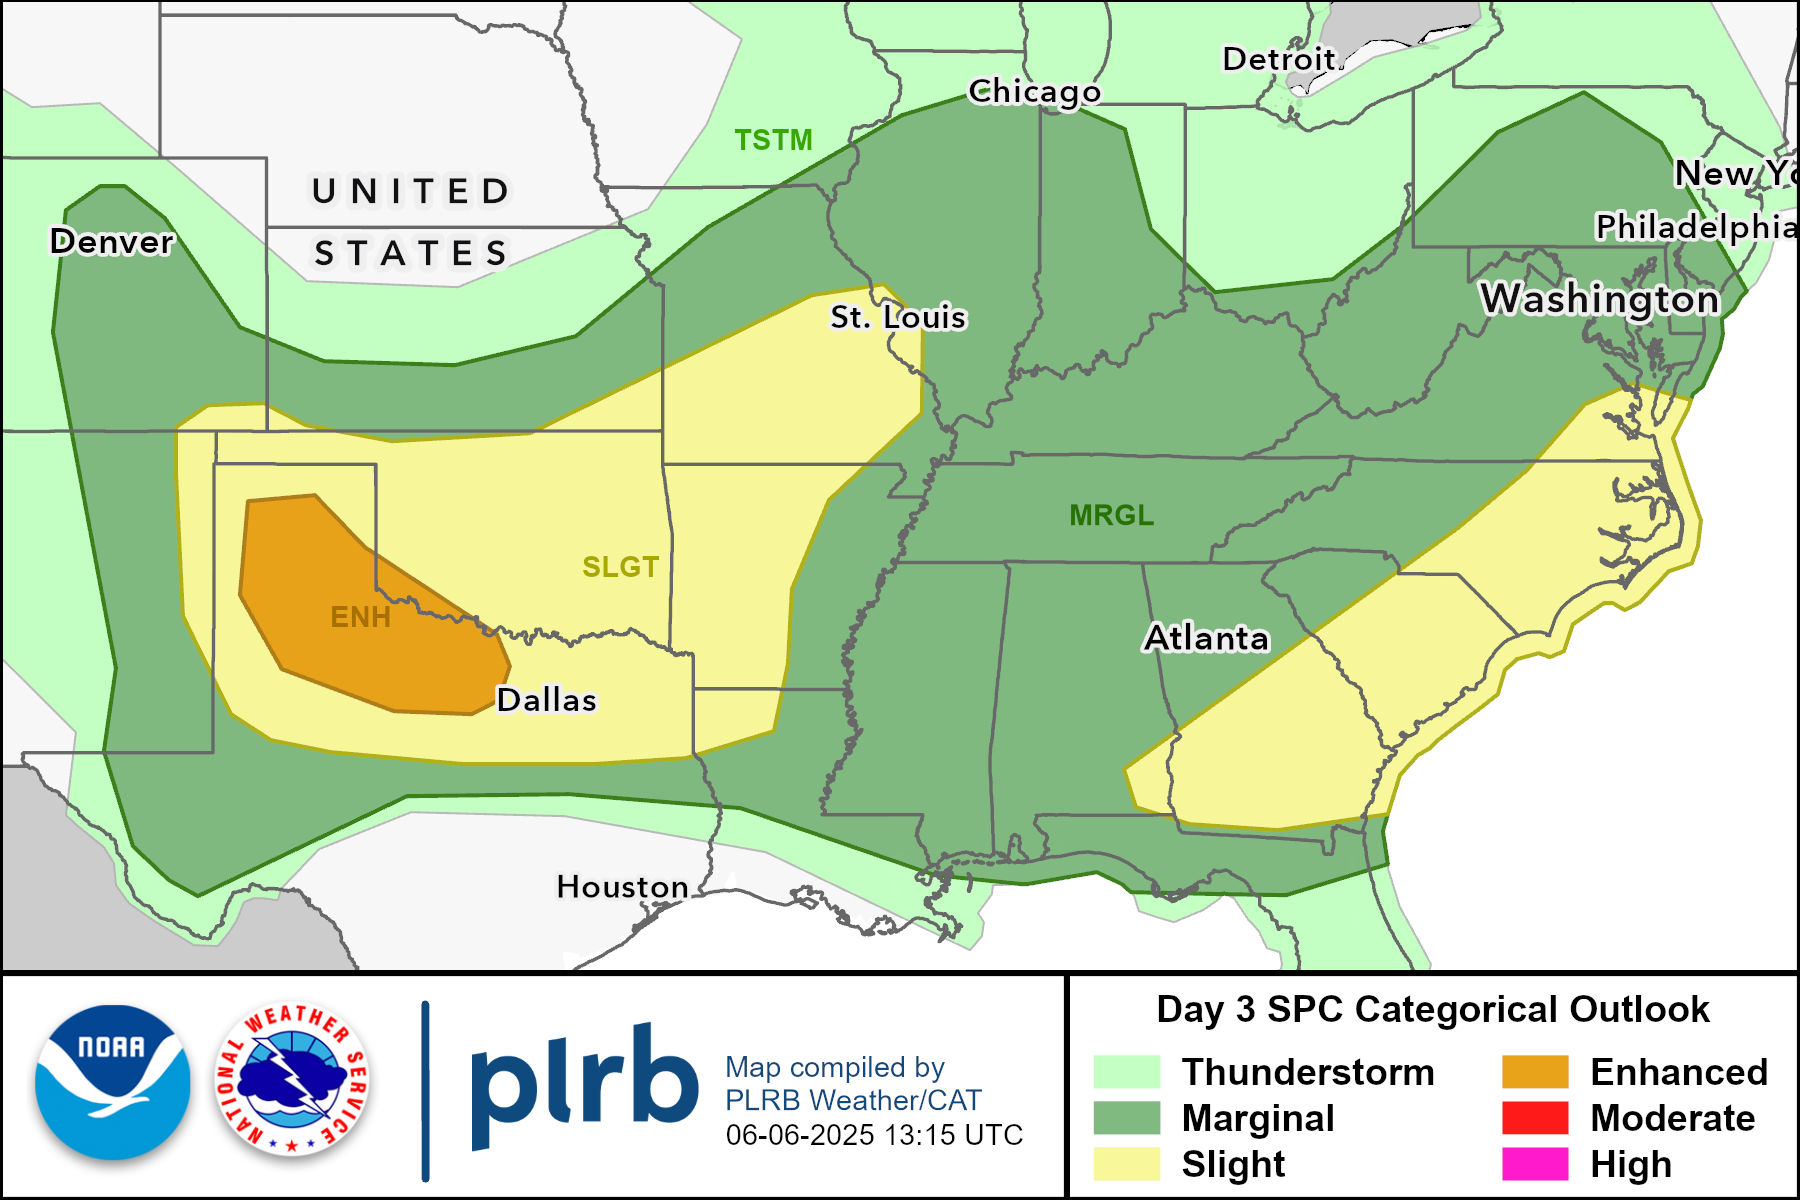 Detroit
Chicago
TSTM
New Yo
UNITED
STATES
Philadelphia
Denver
Washington
St. Louis
MRGL
SLGT
ENH
Atlanta
Dallas
Houston
NOAA
NATIONAL WEATHER SERVICE
plrb
Map compiled by
PLRB Weather/CAT
06-06-2025 13:15 UTC
Day 3 SPC Categorical Outlook
Thunderstorm
Marginal
Slight
Enhanced
Moderate
High